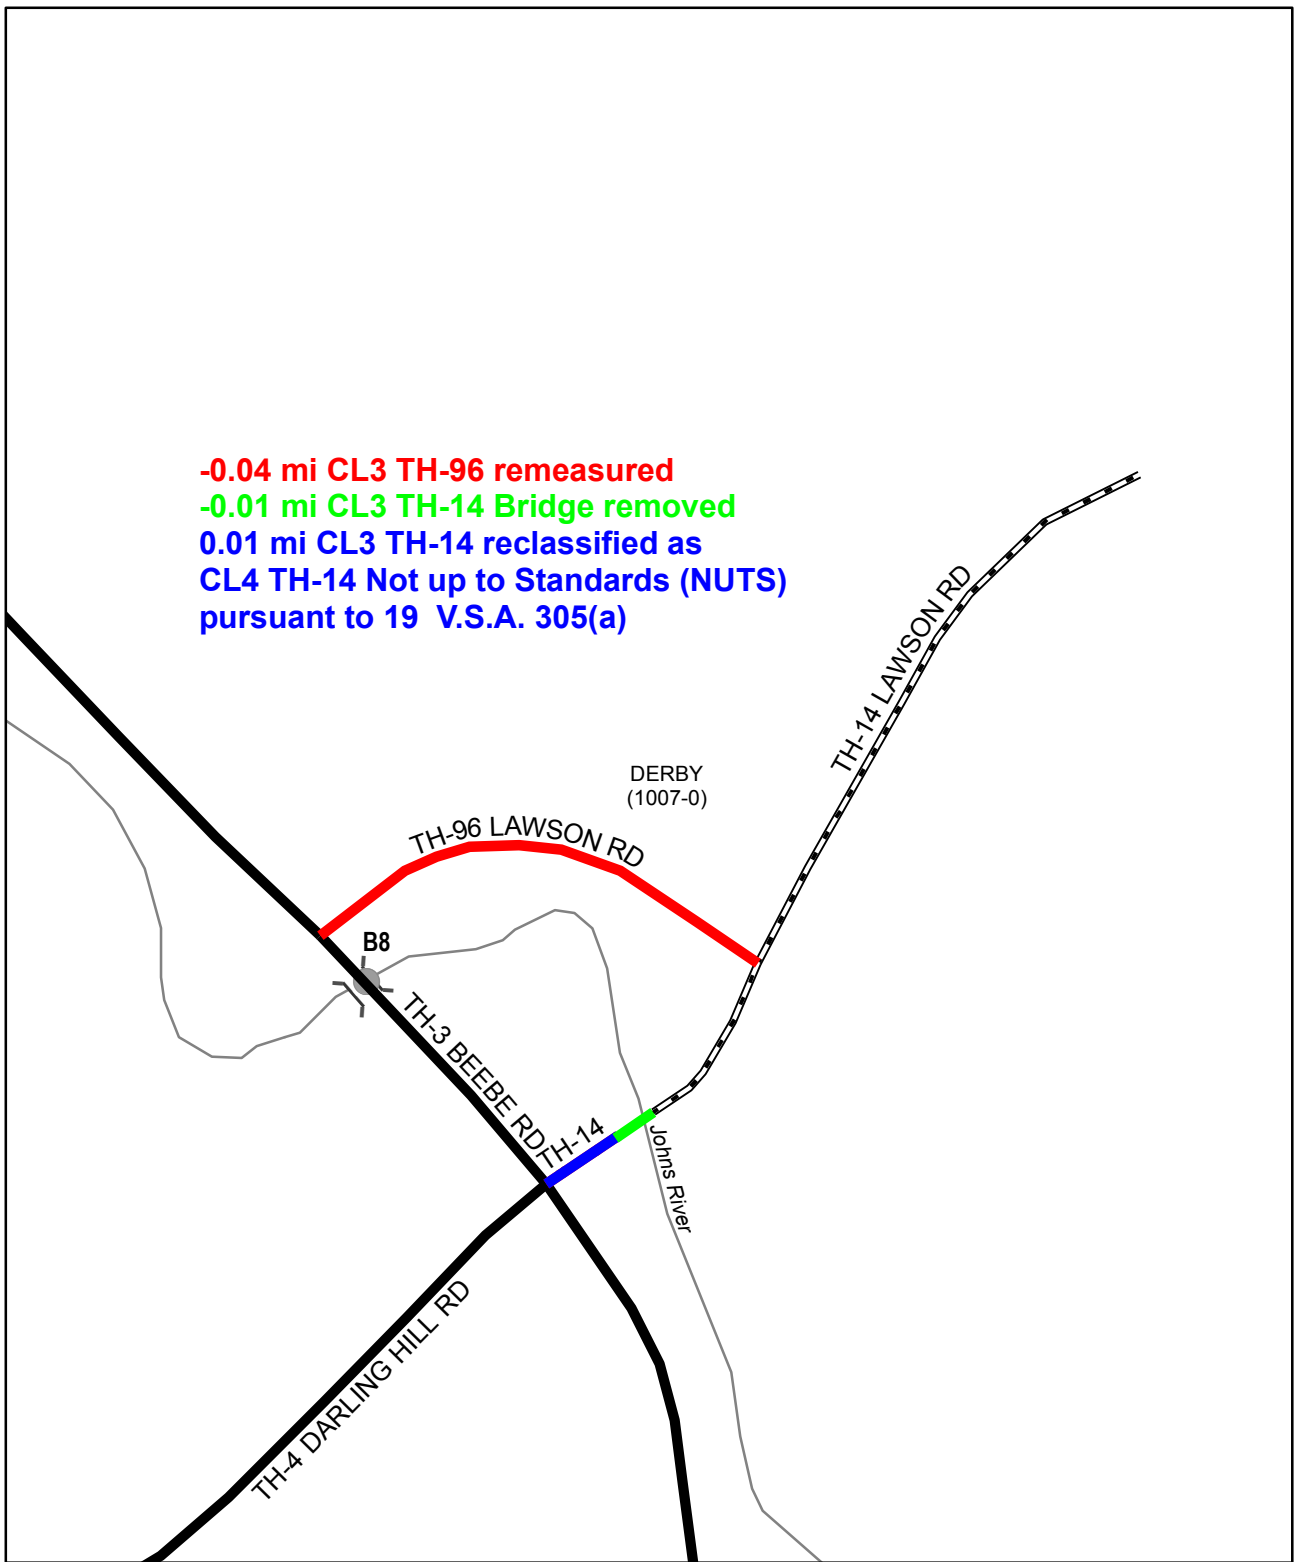 -0.04 mi CL3 TH-96 remeasured
-0.01 mi CL3 TH-14 Bridge removed
0.01 mi CL3 TH-14 reclassified as
CL4 TH-14 Not up to Standards (NUTS)
pursuant to 19  V.S.A. 305(a)
TH-14 LAWSON RD
DERBY
(1007-0)
TH-96 LAWSON RD
B8
TH-3 BEEBE RD
TH-14
Johns River
TH-4 DARLING HILL RD